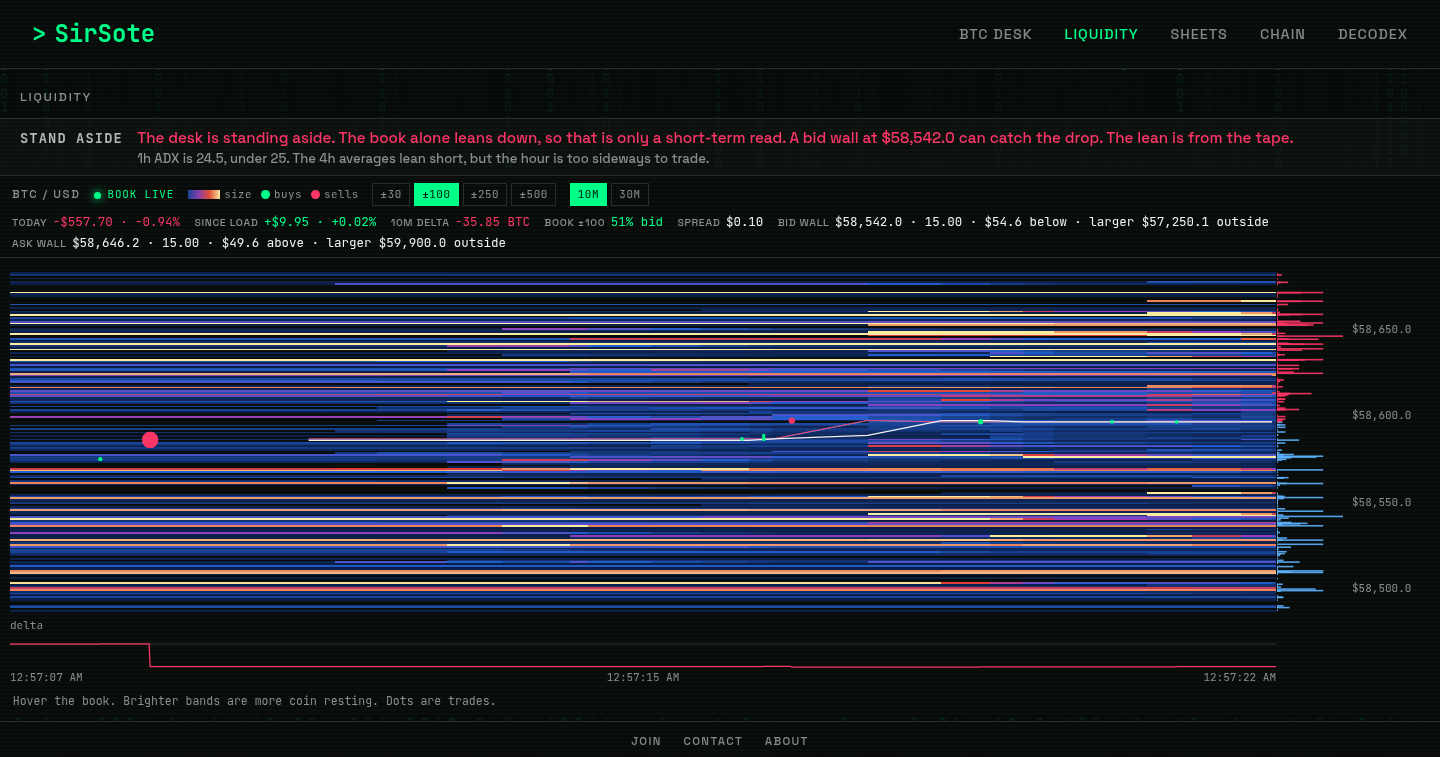 > SirSote
BTC DESK LIQUIDITY SHEETS CHAIN DECODEX
LIQUIDITY
STAND ASIDE The desk is standing aside. The book alone leans down, so that is only a short-term read. A bid wall at $58,542.0 can catch the drop. The lean is from the tape.
1h ADX is 24.5, under 25. The 4h averages lean short, but the hour is too sideways to trade.
BTC / USD BOOK LIVE size buys sells ±30 ±100 ±250 ±500 10M 30M
TODAY -$557.70 · -0.94% SINCE LOAD +$9.95 · +0.02% 10M DELTA -35.85 BTC BOOK ±100 51% bid SPREAD $0.10 BID WALL $58,542.0 · 15.00 · $54.6 below · larger $57,250.1 outside
ASK WALL $58,646.2 · 15.00 · $49.6 above · larger $59,900.0 outside
$58,650.0
$58,600.0
$58,550.0
$58,500.0
delta
12:57:07 AM 12:57:15 AM 12:57:22 AM
Hover the book. Brighter bands are more coin resting. Dots are trades.
JOIN CONTACT ABOUT